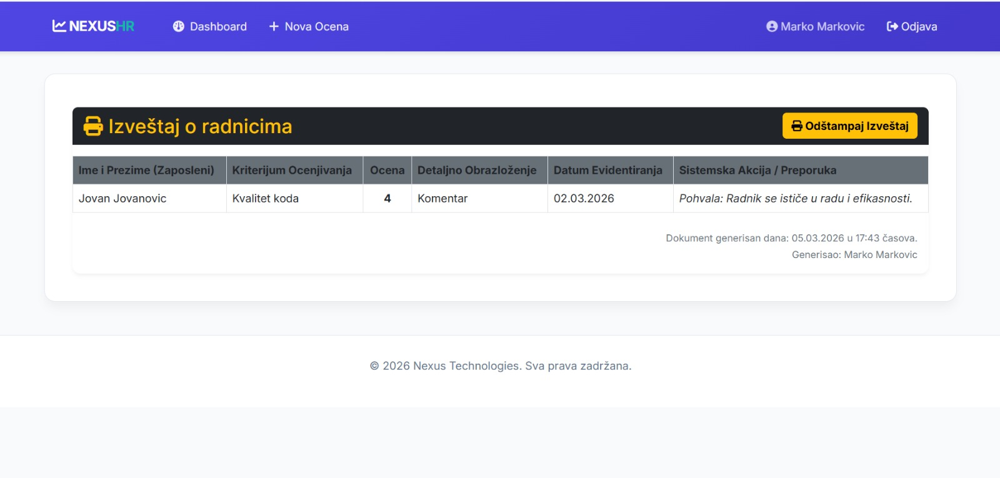 NEXUSHR Dashboard Nova Ocena Marko Markovic Odjava
Izveštaj o radnicima Odštampaj Izveštaj
Ime i Prezime (Zaposleni) Kriterijum Ocenjivanja Ocena Detaljno Obrazloženje Datum Evidentiranja Sistemska Akcija / Preporuka
Jovan Jovanovic Kvalitet koda 4 Komentar 02.03.2026 Pohvala: Radnik se ističe u radu i efikasnosti.
Dokument generisan dana: 05.03.2026 u 17:43 časova.
Generisao: Marko Markovic
© 2026 Nexus Technologies. Sva prava zadržana.